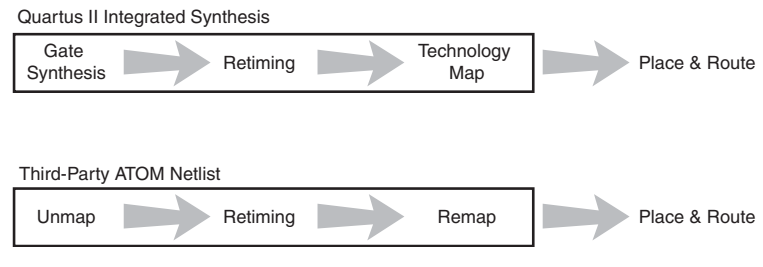 Quartus II Integrated Synthesis
Gate
Synthesis
Retiming
Technology
Map
Place & Route
Third-Party ATOM Netlist
Unmap
Retiming
Remap
Place & Route